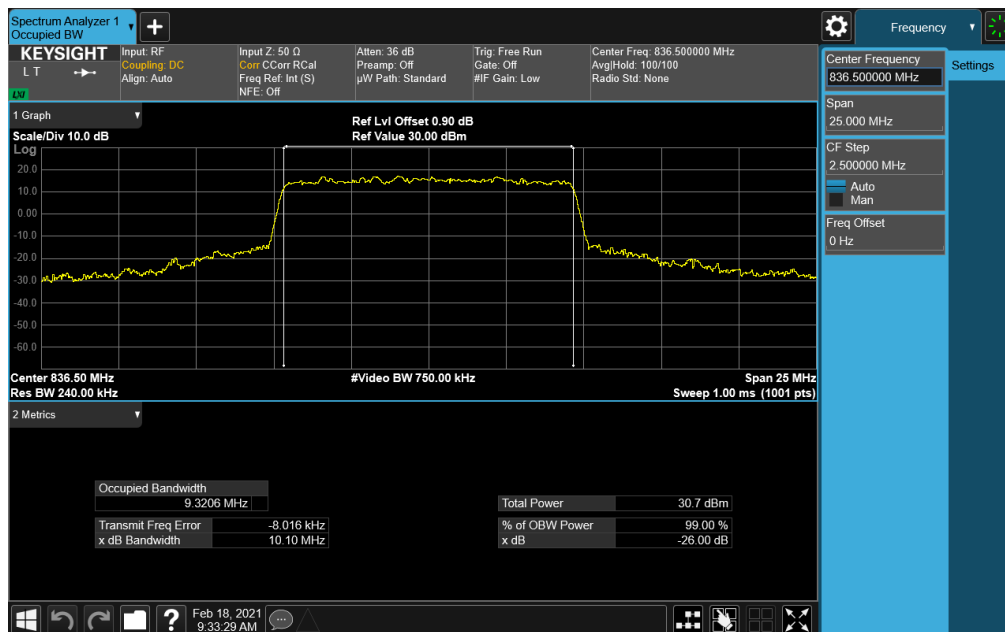 Spectrum Analyzer 1
Occupied BW
Frequency
KEYSIGHT
L T
LXI
Input: RF
Coupling: DC
Align: Auto
Input Z: 50 Ω
Corr CCorr RCal
Freq Ref: Int (S)
NFE: Off
Atten: 36 dB
Preamp: Off
µW Path: Standard
Trig: Free Run
Gate: Off
#IF Gain: Low
Center Freq: 836.500000 MHz
Avg|Hold: 100/100
Radio Std: None
Center Frequency
836.500000 MHz
Settings
Span
25.000 MHz
CF Step
2.500000 MHz
Auto
Man
Freq Offset
0 Hz
1 Graph
Scale/Div 10.0 dB
Ref Lvl Offset 0.90 dB
Ref Value 30.00 dBm
Log
20.0
10.0
0.00
-10.0
-20.0
-30.0
-40.0
-50.0
-60.0
Center 836.50 MHz
#Video BW 750.00 kHz
Span 25 MHz
Res BW 240.00 kHz
Sweep 1.00 ms (1001 pts)
2 Metrics
Occupied Bandwidth
9.3206 MHz
Transmit Freq Error -8.016 kHz
x dB Bandwidth 10.10 MHz
Total Power 30.7 dBm
% of OBW Power 99.00 %
x dB -26.00 dB
?
Feb 18, 2021
9:33:29 AM